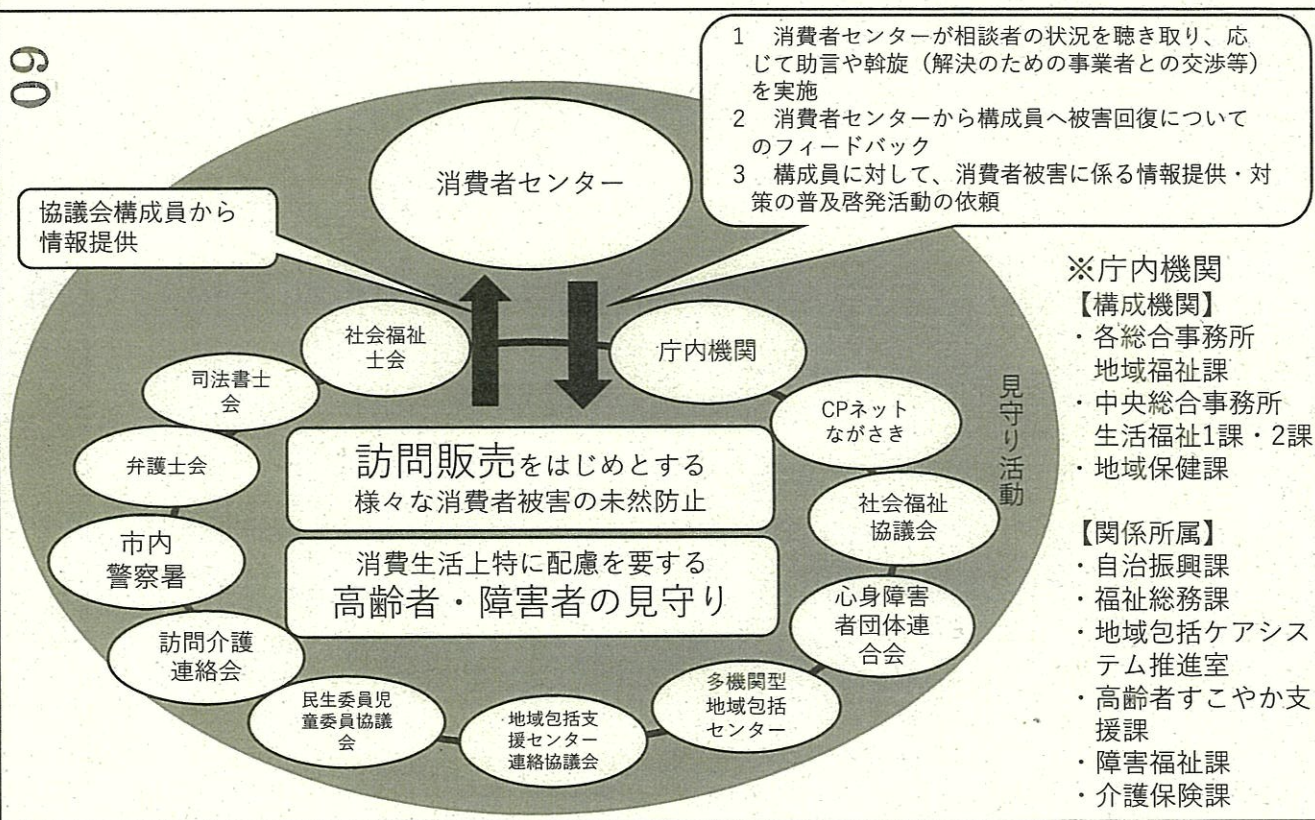 60
1 消費者センターが相談者の状況を聴き取り、応
じて助言や斡旋（解決のための事業者との交渉等）
を実施
2 消費者センターから構成員へ被害回復について
のフィードバック
3 構成員に対して、消費者被害に係る情報提供・対
策の普及啓発活動の依頼
消費者センター
協議会構成員から
情報提供
社会福祉
士会
庁内機関
司法書士
会
CPネット
ながさき
弁護士会
社会福祉
協議会
市内
警察署
心身障害
者団体連
合会
訪問介護
連絡会
多機関型
地域包括
センター
民生委員児
童委員協議
会
地域包括支
援センター
連絡協議会
訪問販売をはじめとする
様々な消費者被害の未然防止
消費生活上特に配慮を要する
高齢者・障害者の見守り
見守り活動
※庁内機関
【構成機関】
・各総合事務所
地域福祉課
・中央総合事務所
生活福祉1課・2課
・地域保健課
【関係所属】
・自治振興課
・福祉総務課
・地域包括ケアシス
テム推進室
・高齢者すこやか支
援課
・障害福祉課
・介護保険課